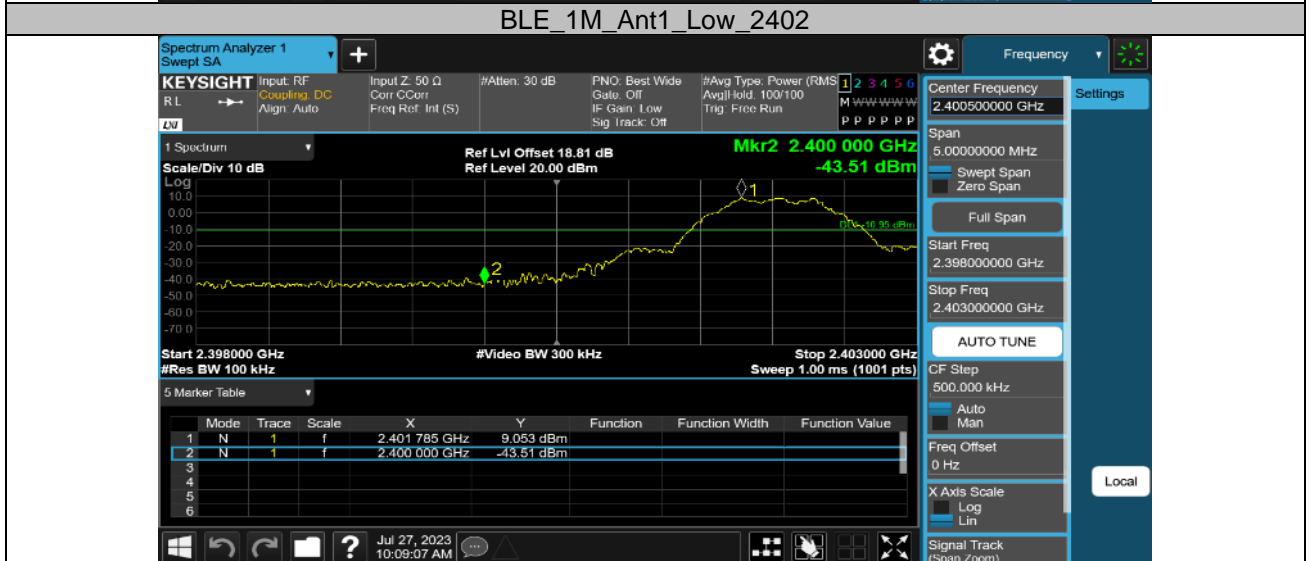 BLE_1M_Ant1_Low_2402
Spectrum Analyzer 1
Swept SA
+
Frequency
KEYSIGHT Input: RF Input Z: 50 Ω #Atten: 30 dB PNO: Best Wide #Avg Type: Power (RMS 1 2 3 4 5 6
RL Coupling: DC Corr CCorr Gate: Off Avg|Hold: 100/100 M W W W W W
Align: Auto Freq Ref: Int (S) IF Gain: Low Trig: Free Run
LXI Sig Track: Off P P P P P P
1 Spectrum
Scale/Div 10 dB
Ref Lvl Offset 18.81 dB
Ref Level 20.00 dBm
Mkr2 2.400 000 GHz
-43.51 dBm
Log
10.0
0.00
-10.0
-20.0
-30.0
-40.0
-50.0
-60.0
-70.0
1
2
DL1 -10.95 dBm
Start 2.398000 GHz #Video BW 300 kHz Stop 2.403000 GHz
#Res BW 100 kHz Sweep 1.00 ms (1001 pts)
5 Marker Table
Mode Trace Scale X Y Function Function Width Function Value
1 N 1 f 2.401 785 GHz 9.053 dBm
2 N 1 f 2.400 000 GHz -43.51 dBm
3
4
5
6
Jul 27, 2023
10:09:07 AM
?
Center Frequency
2.400500000 GHz
Settings
Span
5.00000000 MHz
Swept Span
Zero Span
Full Span
Start Freq
2.398000000 GHz
Stop Freq
2.403000000 GHz
AUTO TUNE
CF Step
500.000 kHz
Auto
Man
Freq Offset
0 Hz
X Axis Scale
Log
Lin
Local
Signal Track
(Span Zoom)